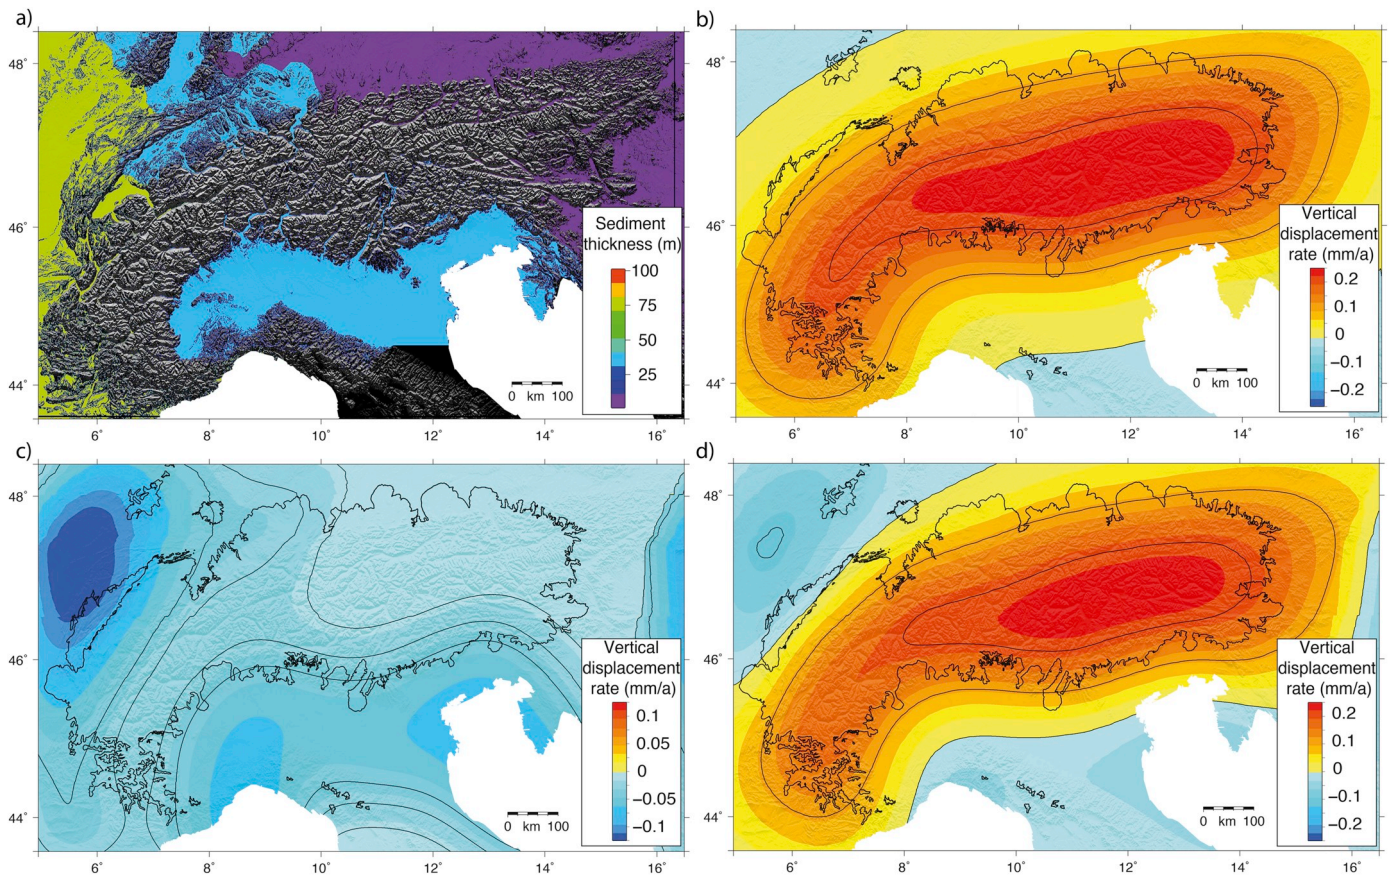 a)
48°
46°
44°
6°
8°
10°
12°
14°
16°
Sediment
thickness (m)
100
75
50
25
0 km 100
b)
48°
46°
44°
6°
8°
10°
12°
14°
16°
Vertical
displacement
rate (mm/a)
0.2
0.1
0
−0.1
−0.2
0 km 100
c)
48°
46°
44°
6°
8°
10°
12°
14°
16°
Vertical
displacement
rate (mm/a)
0.1
0.05
0
−0.05
−0.1
0 km 100
d)
48°
46°
44°
6°
8°
10°
12°
14°
16°
Vertical
displacement
rate (mm/a)
0.2
0.1
0
−0.1
−0.2
0 km 100